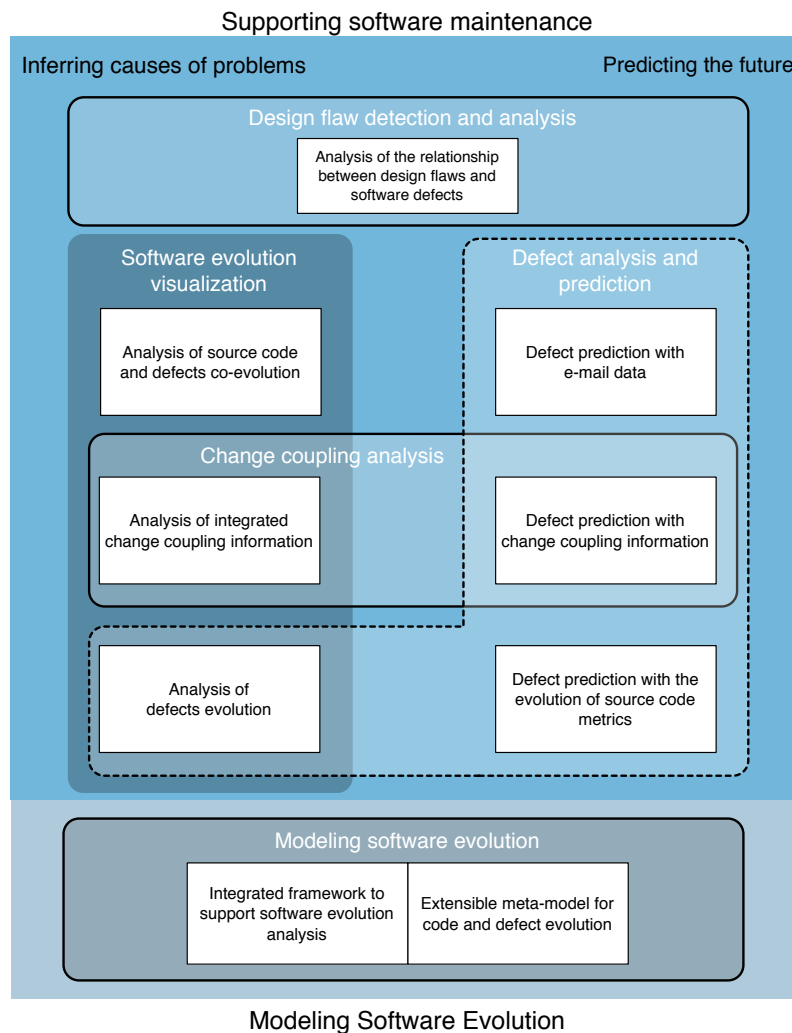 Supporting software maintenance
Inferring causes of problems
Predicting the future
Design flaw detection and analysis
Analysis of the relationship
between design flaws and
software defects
Software evolution
visualization
Defect analysis and
prediction
Analysis of source code
and defects co-evolution
Defect prediction with
e-mail data
Change coupling analysis
Analysis of integrated
change coupling information
Defect prediction with
change coupling information
Analysis of
defects evolution
Defect prediction with the
evolution of source code
metrics
Modeling software evolution
Integrated framework to
support software evolution
analysis
Extensible meta-model for
code and defect evolution
Modeling Software Evolution